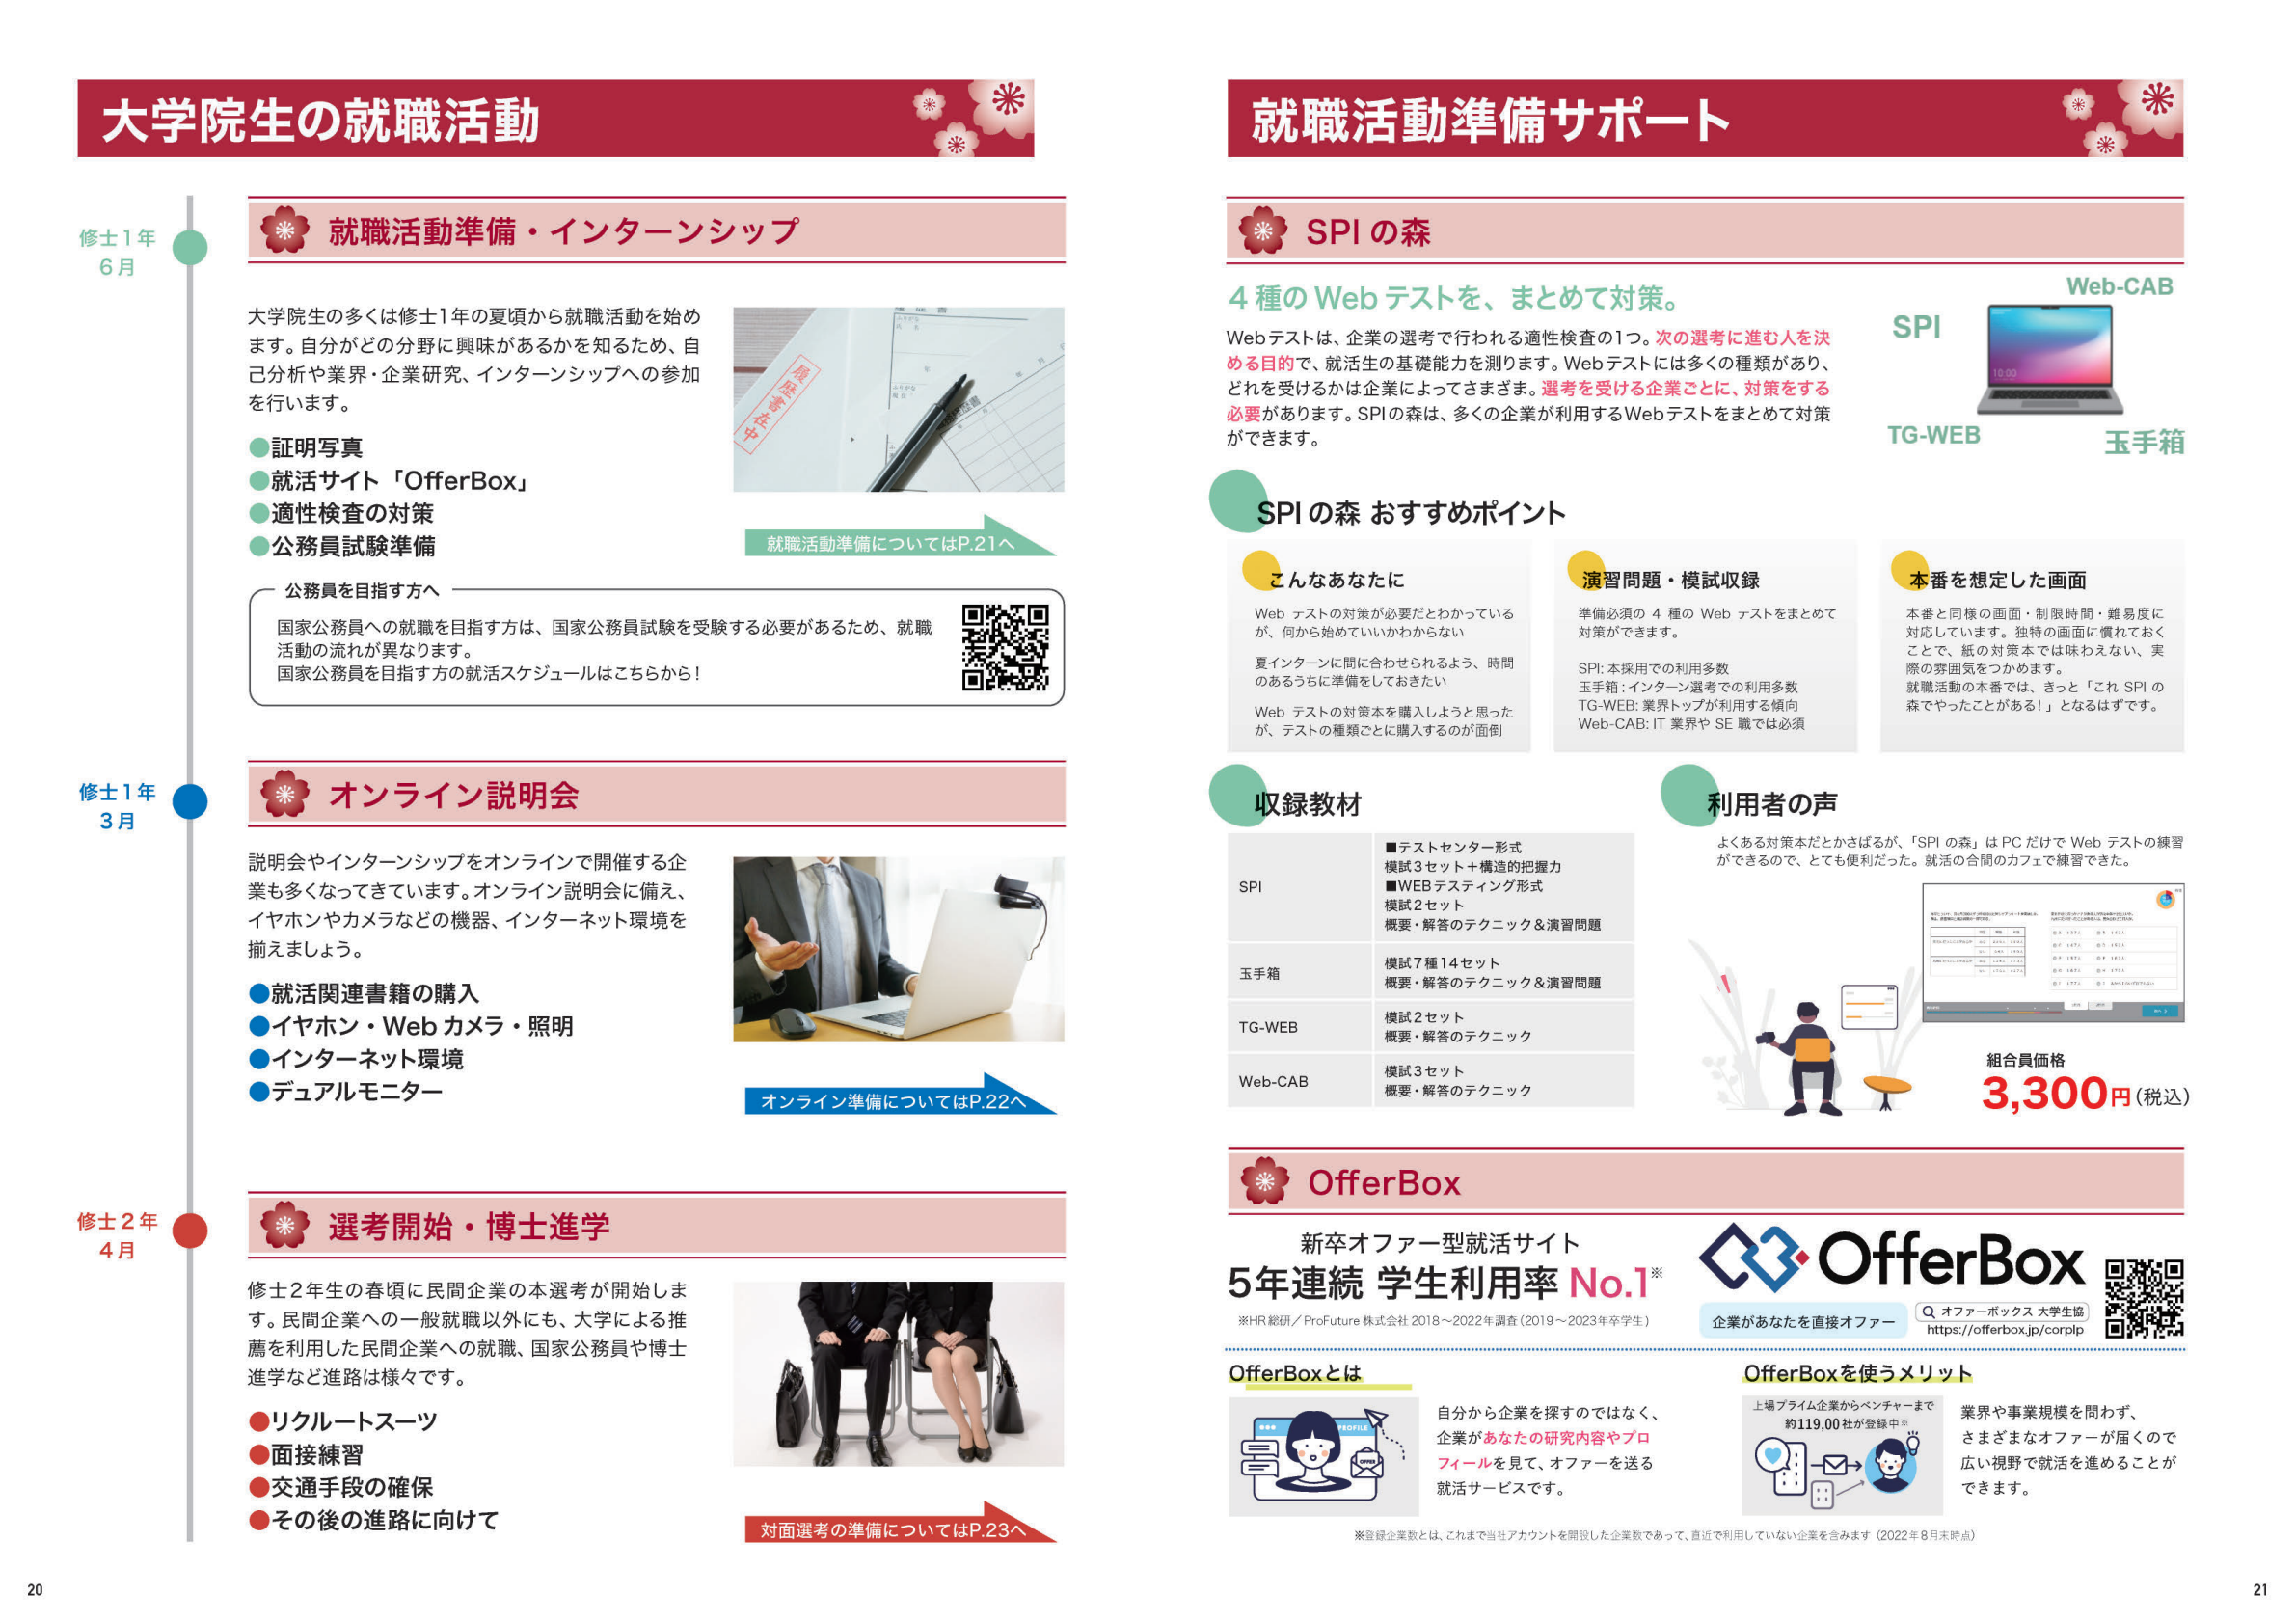 大学院生の就職活動
修士1年
6月
就職活動準備・インターンシップ
大学院生の多くは修士1年の夏頃から就職活動を始め
ます。自分がどの分野に興味があるかを知るため、自
己分析や業界・企業研究、インターンシップへの参加
を行います。
●証明写真
●就活サイト「OfferBox」
●適性検査の対策
●公務員試験準備
履歴書在中
就職活動準備についてはP.21へ
公務員を目指す方へ
国家公務員への就職を目指す方は、国家公務員試験を受験する必要があるため、就職
活動の流れが異なります。
国家公務員を目指す方の就活スケジュールはこちらから!
修士1年
3月
オンライン説明会
説明会やインターンシップをオンラインで開催する企
業も多くなってきています。オンライン説明会に備え、
イヤホンやカメラなどの機器、インターネット環境を
揃えましょう。
●就活関連書籍の購入
●イヤホン・Webカメラ・照明
●インターネット環境
●デュアルモニター
オンライン準備についてはP.22へ
修士2年
4月
選考開始・博士進学
修士2年生の春頃に民間企業の本選考が開始しま
す。民間企業への一般就職以外にも、大学による推
薦を利用した民間企業への就職、国家公務員や博士
進学など進路は様々です。
●リクルートスーツ
●面接練習
●交通手段の確保
●その後の進路に向けて
対面選考の準備についてはP.23へ
20
就職活動準備サポート
SPIの森
4種のWebテストを、まとめて対策。
Webテストは、企業の選考で行われる適性検査の1つ。次の選考に進む人を決
める目的で、就活生の基礎能力を測ります。Webテストには多くの種類があり、
どれを受けるかは企業によってさまざま。選考を受ける企業ごとに、対策をする
必要があります。SPIの森は、多くの企業が利用するWebテストをまとめて対策
ができます。
Web-CAB
SPI
10:00
TG-WEB
玉手箱
SPIの森 おすすめポイント
こんなあなたに
Web テストの対策が必要だとわかっている
が、何から始めていいかわからない
夏インターンに間に合わせられるよう、時間
のあるうちに準備をしておきたい
Web テストの対策本を購入しようと思った
が、テストの種類ごとに購入するのが面倒
演習問題・模試収録
準備必須の 4 種の Web テストをまとめて
対策ができます。
SPI: 本採用での利用多数
玉手箱:インターン選考での利用多数
TG-WEB: 業界トップが利用する傾向
Web-CAB: IT 業界や SE 職では必須
本番を想定した画面
本番と同様の画面・制限時間・難易度に
対応しています。独特の画面に慣れておく
ことで、紙の対策本では味わえない、実
際の雰囲気をつかめます。
就職活動の本番では、きっと「これ SPI の
森でやったことがある!」となるはずです。
収録教材
SPI
■テストセンター形式
模試3セット+構造的把握力
■WEBテスティング形式
模試2セット
概要・解答のテクニック&演習問題
玉手箱
模試7種14セット
概要・解答のテクニック&演習問題
TG-WEB
模試2セット
概要・解答のテクニック
Web-CAB
模試3セット
概要・解答のテクニック
利用者の声
よくある対策本だとかさばるが、「SPI の森」は PC だけで Web テストの練習
ができるので、とても便利だった。就活の合間のカフェで練習できた。
組合員価格
3,300円(税込)
OfferBox
新卒オファー型就活サイト
5年連続 学生利用率 No.1※
※HR総研/ProFuture 株式会社 2018~2022年調査(2019~2023年卒学生)
OfferBox
企業があなたを直接オファー
オファーボックス 大学生協
https://offerbox.jp/corplp
OfferBoxとは
PROFILE
OFFER
自分から企業を探すのではなく、
企業があなたの研究内容やプロ
フィールを見て、オファーを送る
就活サービスです。
OfferBoxを使うメリット
上場プライム企業からベンチャーまで
約119,00社が登録中※
業界や事業規模を問わず、
さまざまなオファーが届くので
広い視野で就活を進めることが
できます。
※登録企業数とは、これまで当社アカウントを開設した企業数であって、直近で利用していない企業を含みます (2022年8月末時点)
21